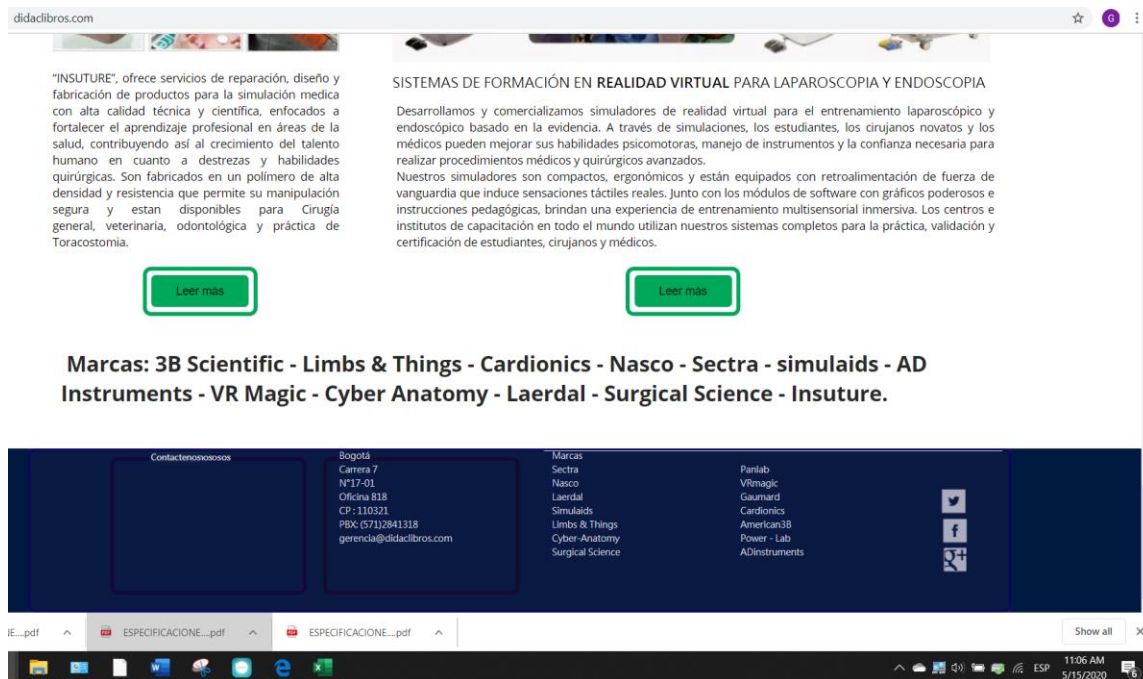 didaclibros.com
G
"INSUTURE", ofrece servicios de reparación, diseño y
fabricación de productos para la simulación medica
con alta calidad técnica y científica, enfocados a
fortalecer el aprendizaje profesional en áreas de la
salud, contribuyendo así al crecimiento del talento
humano en cuanto a destrezas y habilidades
quirúrgicas. Son fabricados en un polímero de alta
densidad y resistencia que permite su manipulación
segura y estan disponibles para Cirugía
general, veterinaria, odontológica y práctica de
Toracostomia.
Leer más
SISTEMAS DE FORMACIÓN EN REALIDAD VIRTUAL PARA LAPAROSCOPIA Y ENDOSCOPIA
Desarrollamos y comercializamos simuladores de realidad virtual para el entrenamiento laparoscópico y
endoscópico basado en la evidencia. A través de simulaciones, los estudiantes, los cirujanos novatos y los
médicos pueden mejorar sus habilidades psicomotoras, manejo de instrumentos y la confianza necesaria para
realizar procedimientos médicos y quirúrgicos avanzados.
Nuestros simuladores son compactos, ergonómicos y están equipados con retroalimentación de fuerza de
vanguardia que induce sensaciones táctiles reales. Junto con los módulos de software con gráficos poderosos e
instrucciones pedagógicas, brindan una experiencia de entrenamiento multisensorial inmersiva. Los centros e
institutos de capacitación en todo el mundo utilizan nuestros sistemas completos para la práctica, validación y
certificación de estudiantes, cirujanos y médicos.
Leer más
Marcas: 3B Scientific - Limbs & Things - Cardionics - Nasco - Sectra - simulaids - AD
Instruments - VR Magic - Cyber Anatomy - Laerdal - Surgical Science - Insuture.
Contactenosnososos
Bogotá
Carrera 7
N°17-01
Oficina 818
CP : 110321
PBX: (571)2841318
gerencia@didaclibros.com
Marcas
Sectra
Nasco
Laerdal
Simulaids
Limbs & Things
Cyber-Anatomy
Surgical Science
Panlab
VRmagic
Gaumard
Cardionics
American3B
Power - Lab
ADinstruments
IE....pdf
ESPECIFICACIONE....pdf
ESPECIFICACIONE....pdf
Show all
ESP
11:06 AM
5/15/2020
6